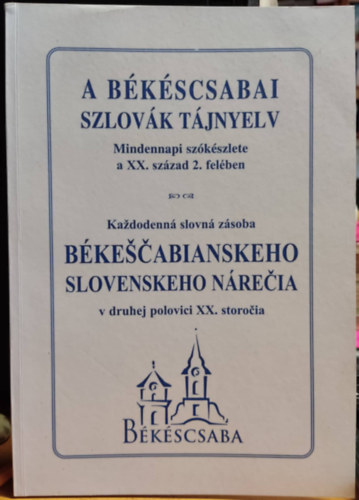 A BÉKÉSCSABAI
SZLOVÁK TÁJNYELV
Mindennapi szókészlete
a XX. század 2. felében
Každodenná slovná zásoba
BÉKEŠČABIANSKEHO
SLOVENSKEHO NÁREČIA
v druhej polovici XX. storočia
BÉKÉSCSABA